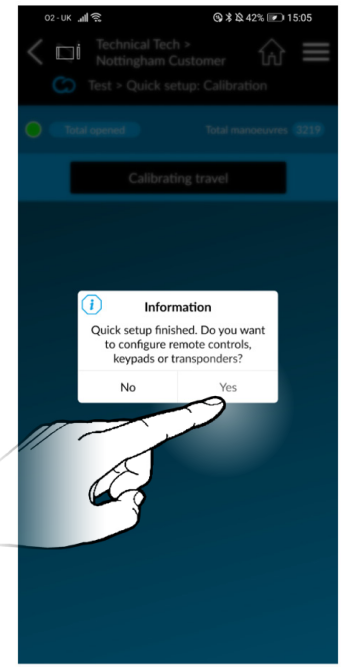 O2 - UK 42% 15:05
Technical Tech >
Nottingham Customer
Test > Quick setup: Calibration
Total opened Total manoeuvres 3219
Calibrating travel
Information
Quick setup finished. Do you want
to configure remote controls,
keypads or transponders?
No Yes